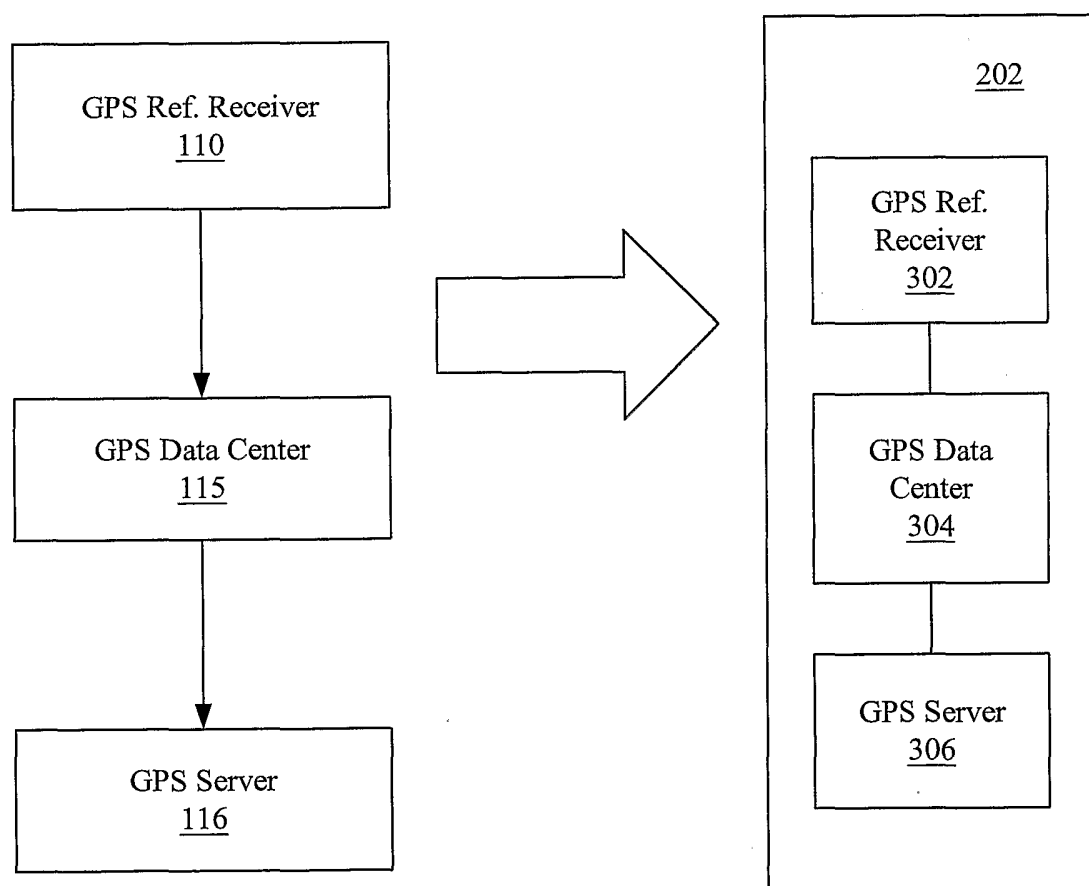 GPS Ref. Receiver
110
GPS Data Center
115
GPS Server
116
202
GPS Ref.
Receiver
302
GPS Data
Center
304
GPS Server
306